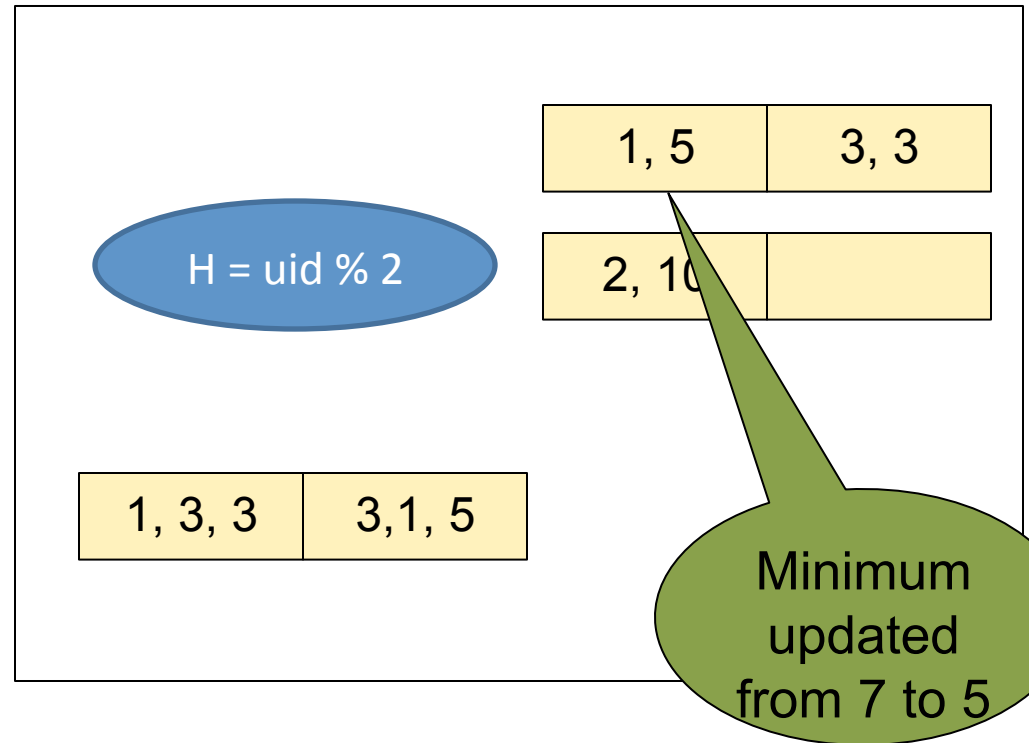 1, 5
3, 3
H = uid % 2
2, 10
1, 3, 3
3,1, 5
Minimum
updated
from 7 to 5